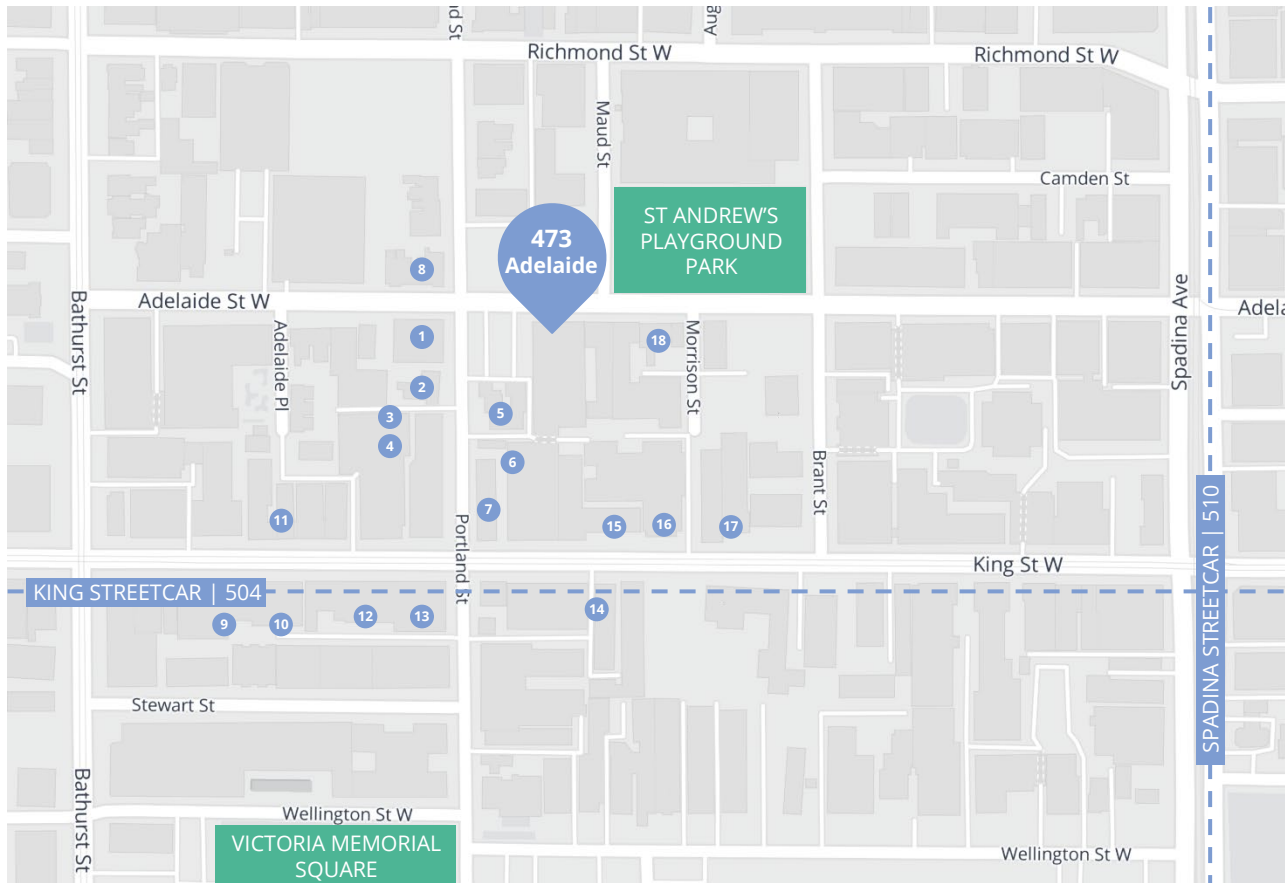 nd St
Aug
Richmond St W
Richmond St W
Maud St
Camden St
ST ANDREW'S
PLAYGROUND
PARK
473
Adelaide
8
Adelaide St W
Adela
Bathurst St
Adelaide Pl
1
18
Morrison St
Spadina Ave
2
3
5
4
6
Brant St
7
11
15
16
17
Portland St
King St W
KING STREETCAR | 504
SPADINA STREETCAR | 510
9
10
12
13
14
Stewart St
Bathurst St
Wellington St W
VICTORIA MEMORIAL
SQUARE
Wellington St W